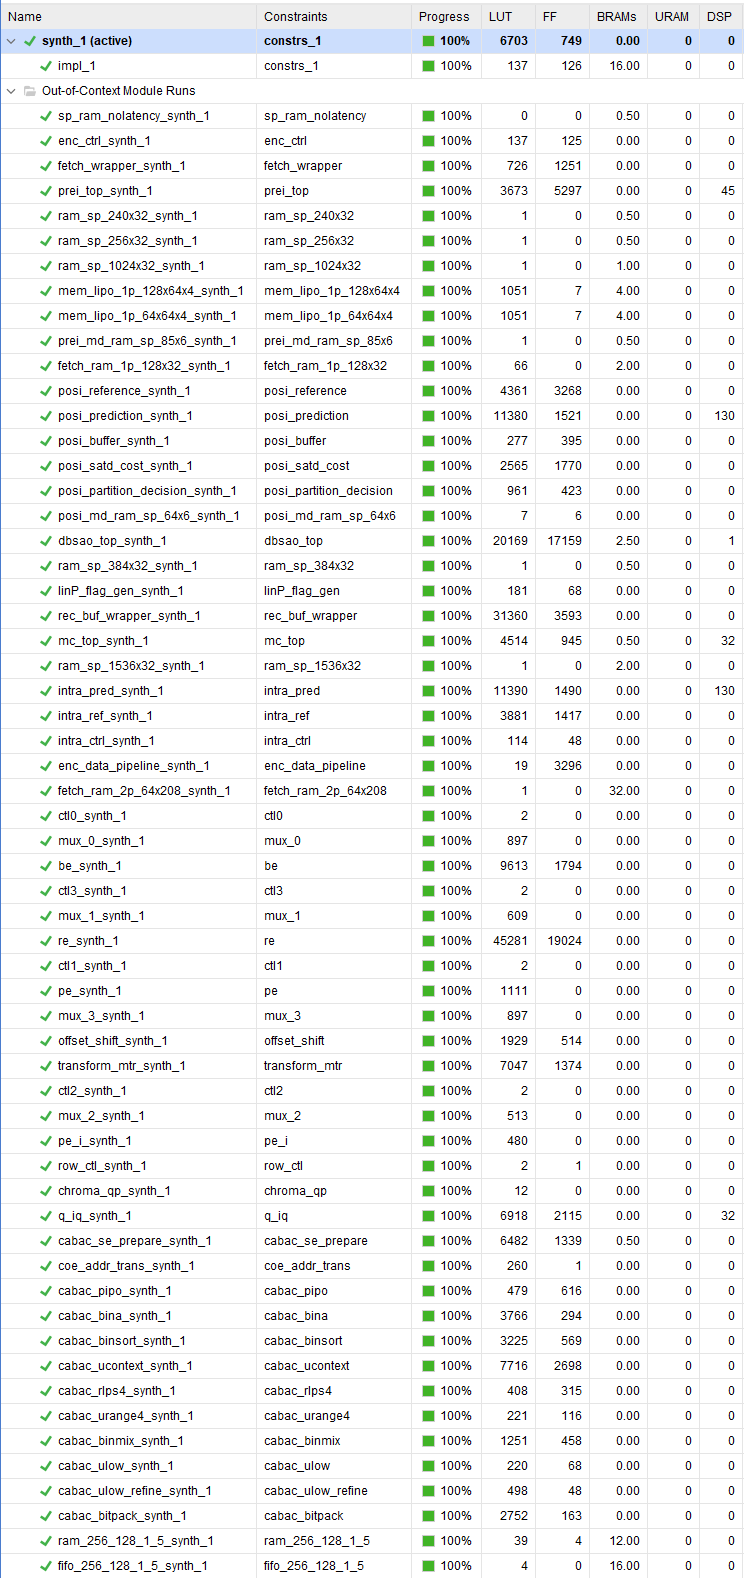 Name Constraints Progress LUT FF BRAMs URAM DSP
synth_1 (active) constrs_1 100% 6703 749 0.00 0 0
impl_1 constrs_1 100% 137 126 16.00 0 0
Out-of-Context Module Runs
sp_ram_nolatency_synth_1 sp_ram_nolatency 100% 0 0 0.50 0 0
enc_ctrl_synth_1 enc_ctrl 100% 137 125 0.00 0 0
fetch_wrapper_synth_1 fetch_wrapper 100% 726 1251 0.00 0 0
prei_top_synth_1 prei_top 100% 3673 5297 0.00 0 45
ram_sp_240x32_synth_1 ram_sp_240x32 100% 1 0 0.50 0 0
ram_sp_256x32_synth_1 ram_sp_256x32 100% 1 0 0.50 0 0
ram_sp_1024x32_synth_1 ram_sp_1024x32 100% 1 0 1.00 0 0
mem_lipo_1p_128x64x4_synth_1 mem_lipo_1p_128x64x4 100% 1051 7 4.00 0 0
mem_lipo_1p_64x64x4_synth_1 mem_lipo_1p_64x64x4 100% 1051 7 4.00 0 0
prei_md_ram_sp_85x6_synth_1 prei_md_ram_sp_85x6 100% 1 0 0.50 0 0
fetch_ram_1p_128x32_synth_1 fetch_ram_1p_128x32 100% 66 0 2.00 0 0
posi_reference_synth_1 posi_reference 100% 4361 3268 0.00 0 0
posi_prediction_synth_1 posi_prediction 100% 11380 1521 0.00 0 130
posi_buffer_synth_1 posi_buffer 100% 277 395 0.00 0 0
posi_satd_cost_synth_1 posi_satd_cost 100% 2565 1770 0.00 0 0
posi_partition_decision_synth_1 posi_partition_decision 100% 961 423 0.00 0 0
posi_md_ram_sp_64x6_synth_1 posi_md_ram_sp_64x6 100% 7 6 0.00 0 0
dbsao_top_synth_1 dbsao_top 100% 20169 17159 2.50 0 1
ram_sp_384x32_synth_1 ram_sp_384x32 100% 1 0 0.50 0 0
linP_flag_gen_synth_1 linP_flag_gen 100% 181 68 0.00 0 0
rec_buf_wrapper_synth_1 rec_buf_wrapper 100% 31360 3593 0.00 0 0
mc_top_synth_1 mc_top 100% 4514 945 0.50 0 32
ram_sp_1536x32_synth_1 ram_sp_1536x32 100% 1 0 2.00 0 0
intra_pred_synth_1 intra_pred 100% 11390 1490 0.00 0 130
intra_ref_synth_1 intra_ref 100% 3881 1417 0.00 0 0
intra_ctrl_synth_1 intra_ctrl 100% 114 48 0.00 0 0
enc_data_pipeline_synth_1 enc_data_pipeline 100% 19 3296 0.00 0 0
fetch_ram_2p_64x208_synth_1 fetch_ram_2p_64x208 100% 1 0 32.00 0 0
ctl0_synth_1 ctl0 100% 2 0 0.00 0 0
mux_0_synth_1 mux_0 100% 897 0 0.00 0 0
be_synth_1 be 100% 9613 1794 0.00 0 0
ctl3_synth_1 ctl3 100% 2 0 0.00 0 0
mux_1_synth_1 mux_1 100% 609 0 0.00 0 0
re_synth_1 re 100% 45281 19024 0.00 0 0
ctl1_synth_1 ctl1 100% 2 0 0.00 0 0
pe_synth_1 pe 100% 1111 0 0.00 0 0
mux_3_synth_1 mux_3 100% 897 0 0.00 0 0
offset_shift_synth_1 offset_shift 100% 1929 514 0.00 0 0
transform_mtr_synth_1 transform_mtr 100% 7047 1374 0.00 0 0
ctl2_synth_1 ctl2 100% 2 0 0.00 0 0
mux_2_synth_1 mux_2 100% 513 0 0.00 0 0
pe_i_synth_1 pe_i 100% 480 0 0.00 0 0
row_ctl_synth_1 row_ctl 100% 2 1 0.00 0 0
chroma_qp_synth_1 chroma_qp 100% 12 0 0.00 0 0
q_iq_synth_1 q_iq 100% 6918 2115 0.00 0 32
cabac_se_prepare_synth_1 cabac_se_prepare 100% 6482 1339 0.50 0 0
coe_addr_trans_synth_1 coe_addr_trans 100% 260 1 0.00 0 0
cabac_pipo_synth_1 cabac_pipo 100% 479 616 0.00 0 0
cabac_bina_synth_1 cabac_bina 100% 3766 294 0.00 0 0
cabac_binsort_synth_1 cabac_binsort 100% 3225 569 0.00 0 0
cabac_ucontext_synth_1 cabac_ucontext 100% 7716 2698 0.00 0 0
cabac_rlps4_synth_1 cabac_rlps4 100% 408 315 0.00 0 0
cabac_urange4_synth_1 cabac_urange4 100% 221 116 0.00 0 0
cabac_binmix_synth_1 cabac_binmix 100% 1251 458 0.00 0 0
cabac_ulow_synth_1 cabac_ulow 100% 220 68 0.00 0 0
cabac_ulow_refine_synth_1 cabac_ulow_refine 100% 498 48 0.00 0 0
cabac_bitpack_synth_1 cabac_bitpack 100% 2752 163 0.00 0 0
ram_256_128_1_5_synth_1 ram_256_128_1_5 100% 39 4 12.00 0 0
fifo_256_128_1_5_synth_1 fifo_256_128_1_5 100% 4 0 16.00 0 0